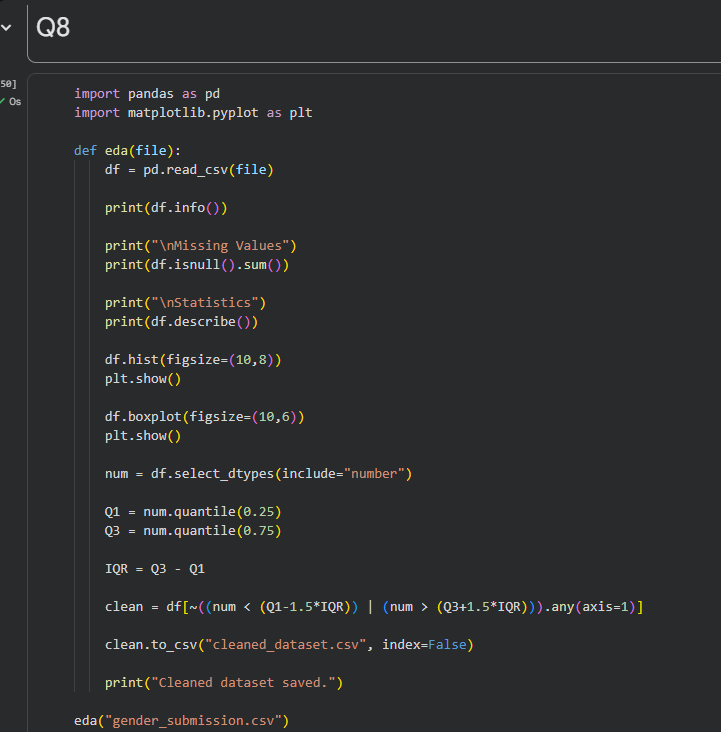 Q8
50]
0s
import pandas as pd
import matplotlib.pyplot as plt
def eda(file):
df = pd.read_csv(file)
print(df.info())
print("\nMissing Values")
print(df.isnull().sum())
print("\nStatistics")
print(df.describe())
df.hist(figsize=(10,8))
plt.show()
df.boxplot(figsize=(10,6))
plt.show()
num = df.select_dtypes(include="number")
Q1 = num.quantile(0.25)
Q3 = num.quantile(0.75)
IQR = Q3 - Q1
clean = df[~((num < (Q1-1.5*IQR)) | (num > (Q3+1.5*IQR))).any(axis=1)]
clean.to_csv("cleaned_dataset.csv", index=False)
print("Cleaned dataset saved.")
eda("gender_submission.csv")